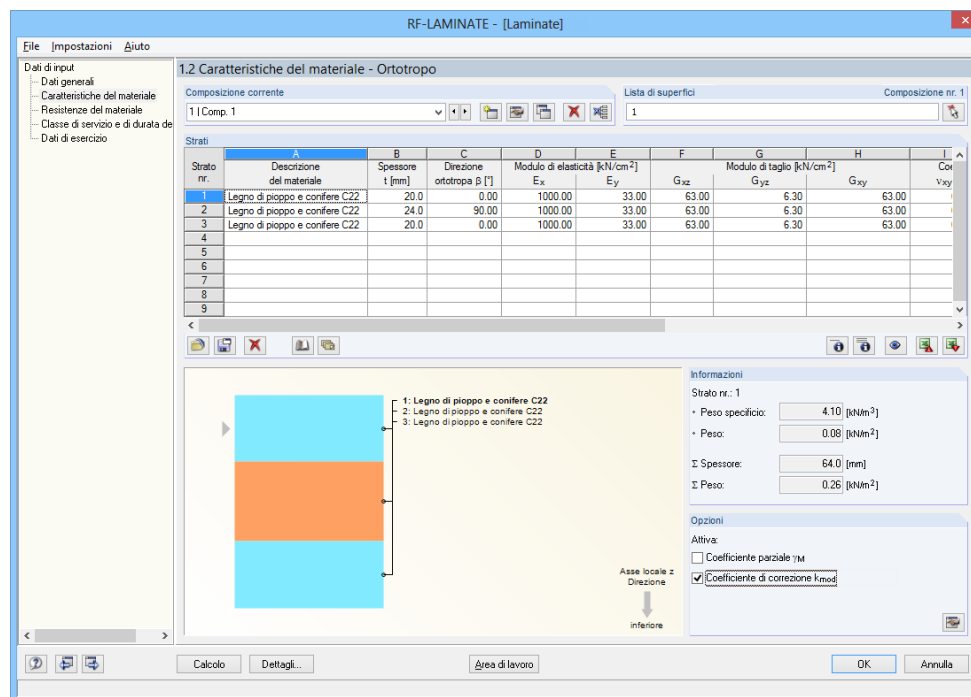 RF-LAMINATE - [Laminate]
File Impostazioni Aiuto
Dati di input
Dati generali
Caratteristiche del materiale
Resistenze del materiale
Classe di servizio e di durata de
Dati di esercizio
1.2 Caratteristiche del materiale - Ortotropo
Composizione corrente
1 | Comp. 1
Lista di superfici
Composizione nr. 1
1
Strati
A B C D E F G H I
Strato Descrizione Spessore Direzione Modulo di elasticità [kN/cm²] Modulo di taglio [kN/cm²] Coe
nr. del materiale t [mm] ortotropa β [°] Ex Ey Gxz Gyz Gxy νxy
1 Legno di pioppo e conifere C22 20.0 0.00 1000.00 33.00 63.00 6.30 63.00
2 Legno di pioppo e conifere C22 24.0 90.00 1000.00 33.00 63.00 6.30 63.00
3 Legno di pioppo e conifere C22 20.0 0.00 1000.00 33.00 63.00 6.30 63.00
4
5
6
7
8
9
1: Legno di pioppo e conifere C22
2: Legno di pioppo e conifere C22
3: Legno di pioppo e conifere C22
Asse locale z
Direzione
inferiore
Informazioni
Strato nr.: 1
• Peso specifico: 4.10 [kN/m³]
• Peso: 0.08 [kN/m²]
Σ Spessore: 64.0 [mm]
Σ Peso: 0.26 [kN/m²]
Opzioni
Attiva:
Coefficiente parziale γM
Coefficiente di correzione kmod
Calcolo Dettagli... Area di lavoro OK Annulla